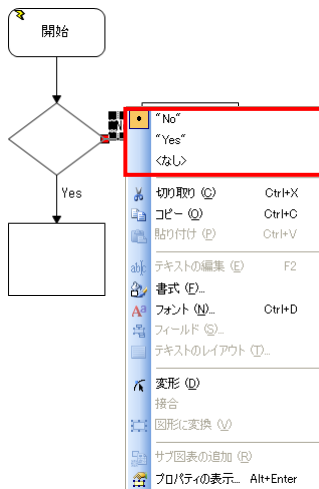 開始
"No"
"Yes"
<なし>
切り取り (C) Ctrl+X
コピー (O) Ctrl+C
貼り付け (P) Ctrl+V
Yes
テキストの編集 (E) F2
書式 (F)...
フォント (N)... Ctrl+D
フィールド (S)...
テキストのレイアウト (T)...
変形 (D)
接合
図形に変換 (V)
サブ図表の追加 (R)
プロパティの表示... Alt+Enter